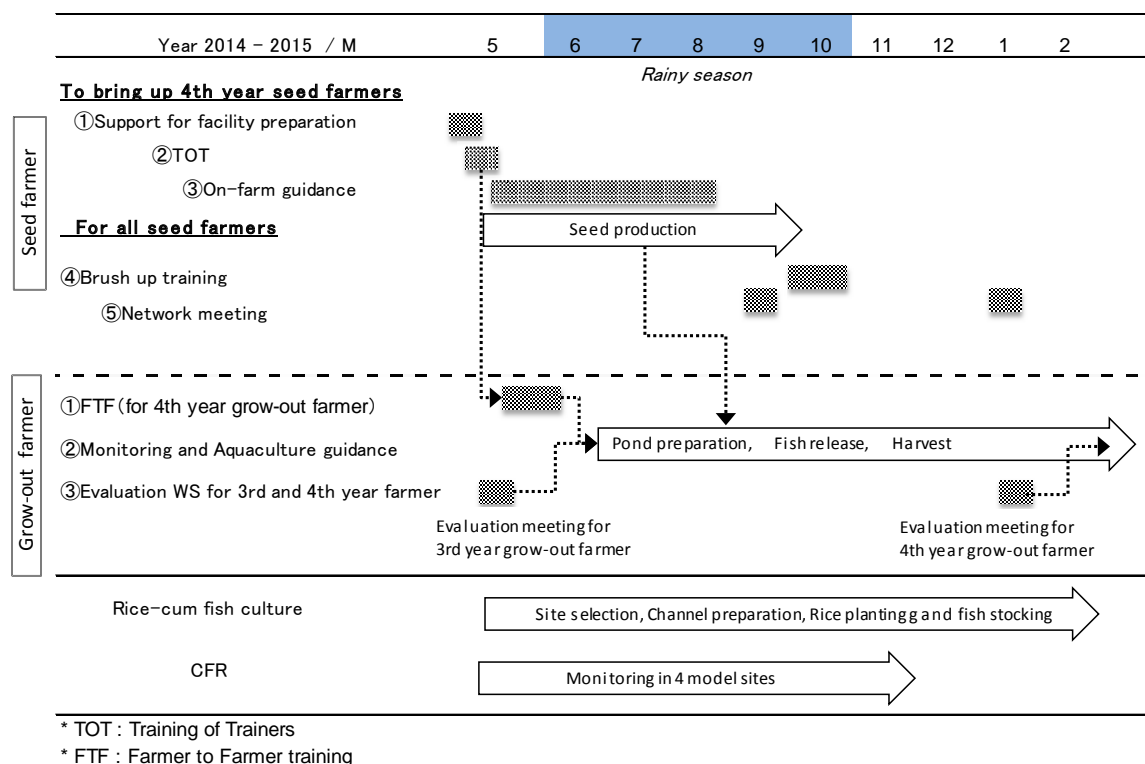 Year 2014 - 2015 / M 5 6 7 8 9 10 11 12 1 2
Rainy season
To bring up 4th year seed farmers
Seed farmer
①Support for facility preparation
②TOT
③On-farm guidance
For all seed farmers
Seed production
④Brush up training
⑤Network meeting
Grow-out farmer
①FTF(for 4th year grow-out farmer)
②Monitoring and Aquaculture guidance
Pond preparation, Fish release, Harvest
③Evaluation WS for 3rd and 4th year farmer
Evaluation meeting for
3rd year grow-out farmer
Evaluation meeting for
4th year grow-out farmer
Rice-cum fish culture
Site selection, Channel preparation, Rice plantingg and fish stocking
CFR
Monitoring in 4 model sites
* TOT : Training of Trainers
* FTF : Farmer to Farmer training